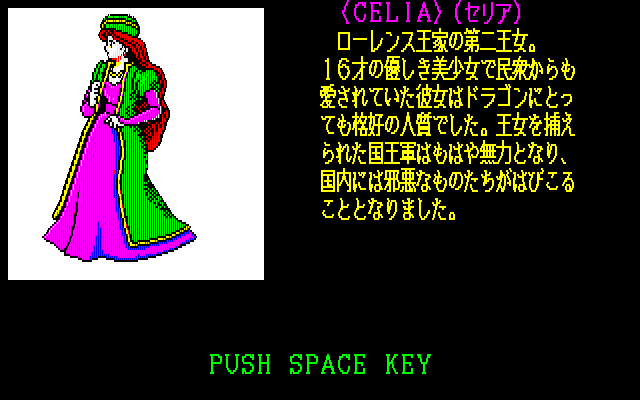 〈CELIA〉(セリア)
ローレンス王家の第二王女。
16才の優しき美少女で民衆からも
愛されていた彼女はドラゴンにとっ
ても格好の人質でした。王女を捕え
られた国王軍はもはや無力となり、
国内には邪悪なものたちがはびこる
こととなりました。
PUSH SPACE KEY